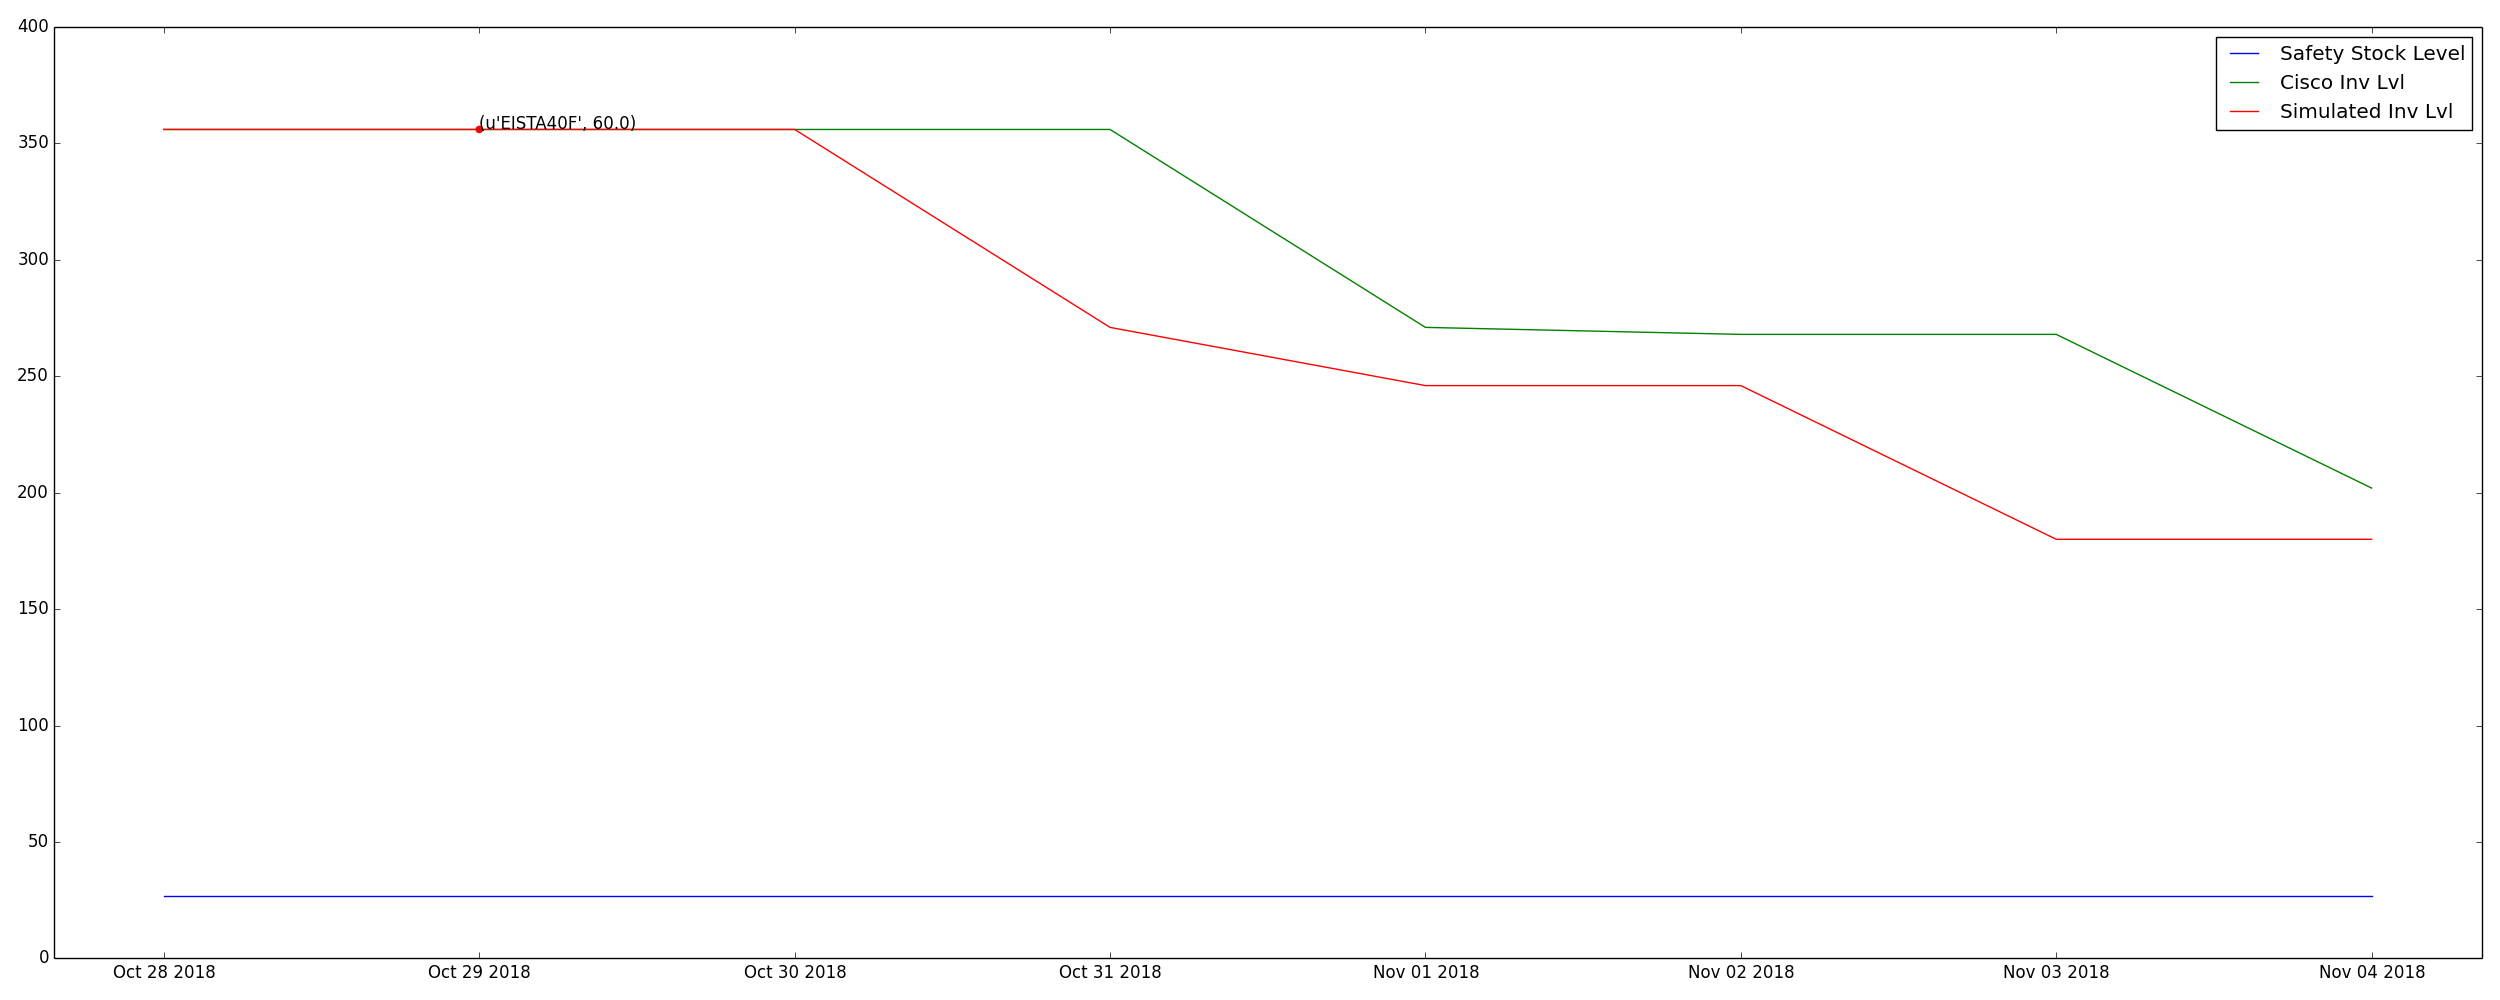 400
Safety Stock Level
Cisco Inv Lvl
Simulated Inv Lvl
(u'EISTA40F', 60.0)
350
300
250
200
150
100
50
0
Oct 28 2018 Oct 29 2018 Oct 30 2018 Oct 31 2018 Nov 01 2018 Nov 02 2018 Nov 03 2018 Nov 04 2018